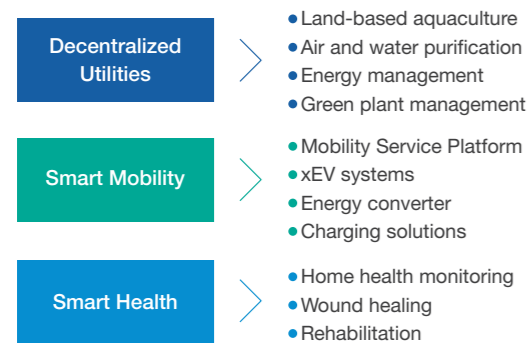 Decentralized
Utilities
• Land-based aquaculture
• Air and water purification
• Energy management
• Green plant management
Smart Mobility
• Mobility Service Platform
• xEV systems
• Energy converter
• Charging solutions
Smart Health
• Home health monitoring
• Wound healing
• Rehabilitation